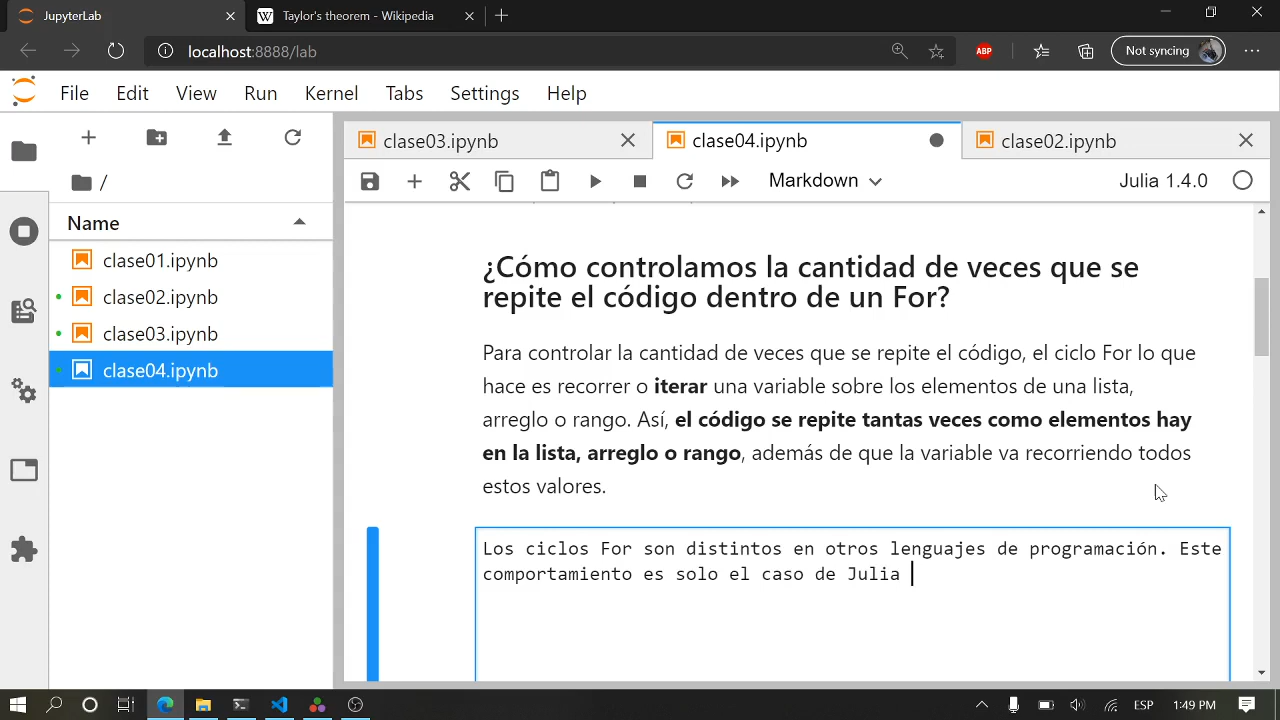 JupyterLab
Taylor's theorem - Wikipedia
localhost:8888/lab
ABP
Not syncing
File Edit View Run Kernel Tabs Settings Help
clase03.ipynb
clase04.ipynb
clase02.ipynb
/
Markdown
Julia 1.4.0
Name
clase01.ipynb
clase02.ipynb
clase03.ipynb
clase04.ipynb
¿Cómo controlamos la cantidad de veces que se
repite el código dentro de un For?
Para controlar la cantidad de veces que se repite el código, el ciclo For lo que
hace es recorrer o iterar una variable sobre los elementos de una lista,
arreglo o rango. Así, el código se repite tantas veces como elementos hay
en la lista, arreglo o rango, además de que la variable va recorriendo todos
estos valores.
Los ciclos For son distintos en otros lenguajes de programación. Este
comportamiento es solo el caso de Julia
ESP
1:49 PM